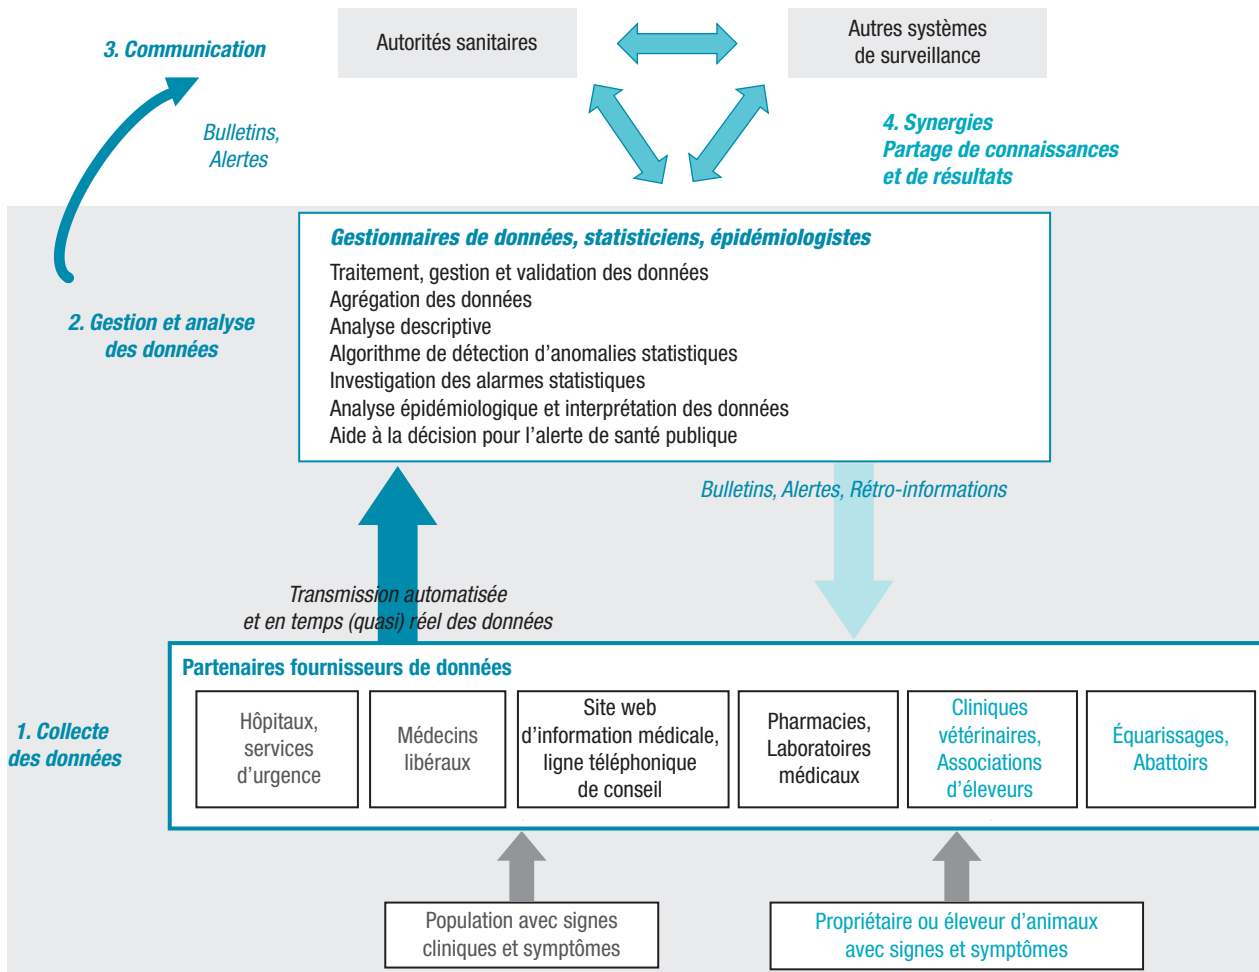 3. Communication
Autorités sanitaires
Autres systèmes
de surveillance
Bulletins,
Alertes
4. Synergies
Partage de connaissances
et de résultats
Gestionnaires de données, statisticiens, épidémiologistes
Traitement, gestion et validation des données
Agrégation des données
Analyse descriptive
Algorithme de détection d'anomalies statistiques
Investigation des alarmes statistiques
Analyse épidémiologique et interprétation des données
Aide à la décision pour l'alerte de santé publique
2. Gestion et analyse
des données
Bulletins, Alertes, Rétro-informations
Transmission automatisée
et en temps (quasi) réel des données
Partenaires fournisseurs de données
1. Collecte
des données
Hôpitaux,
services
d'urgence
Médecins
libéraux
Site web
d'information médicale,
ligne téléphonique
de conseil
Pharmacies,
Laboratoires
médicaux
Cliniques
vétérinaires,
Associations
d'éleveurs
Équarissages,
Abattoirs
Population avec signes
cliniques et symptômes
Propriétaire ou éleveur d'animaux
avec signes et symptômes